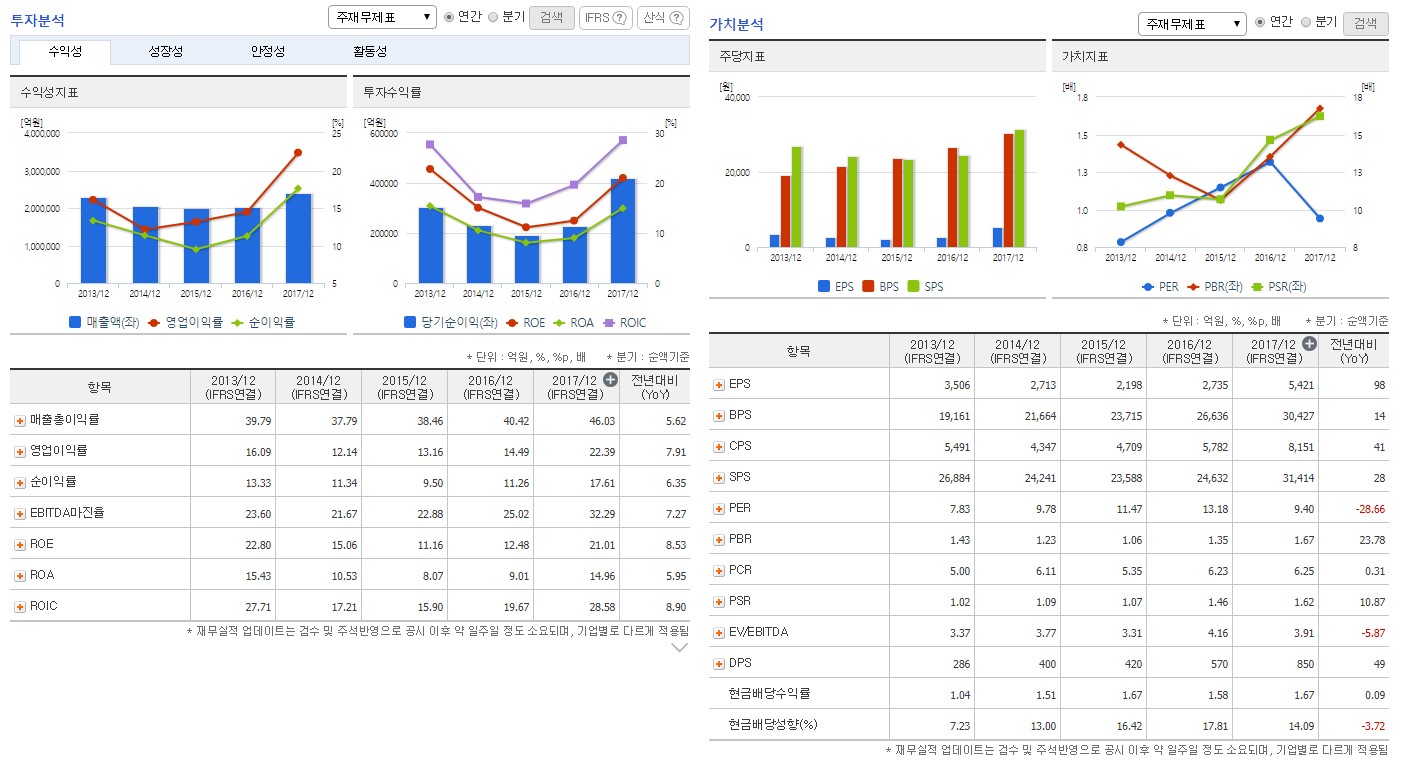 투자분석
주재무제표 ▼ 연간 분기 검색 IFRS ? 산식 ?
수익성 성장성 안정성 활동성
수익성지표
[억원] [%]
4,000,000 25
3,000,000 20
2,000,000 15
1,000,000 10
0 5
2013/12 2014/12 2015/12 2016/12 2017/12
매출액(좌) 영업이익률 순이익률
투자수익률
[억원] [%]
600,000 30
400,000 20
200,000 10
0 0
2013/12 2014/12 2015/12 2016/12 2017/12
당기순이익(좌) ROE ROA ROIC
* 단위 : 억원, %, %p, 배 * 분기 : 순액기준
항목 2013/12 2014/12 2015/12 2016/12 2017/12 전년대비
(IFRS연결) (IFRS연결) (IFRS연결) (IFRS연결) (IFRS연결) (YoY)
매출총이익률 39.79 37.79 38.46 40.42 46.03 5.62
영업이익률 16.09 12.14 13.16 14.49 22.39 7.91
순이익률 13.33 11.34 9.50 11.26 17.61 6.35
EBITDA마진율 23.60 21.67 22.88 25.02 32.29 7.27
ROE 22.80 15.06 11.16 12.48 21.01 8.53
ROA 15.43 10.53 8.07 9.01 14.96 5.95
ROIC 27.71 17.21 15.90 19.67 28.58 8.90
* 재무실적 업데이트는 검수 및 주석반영으로 공시 이후 약 일주일 정도 소요되며, 기업별로 다르게 적용됨
가치분석
주재무제표 ▼ 연간 분기 검색
주당지표
[원]
40,000
20,000
0
2013/12 2014/12 2015/12 2016/12 2017/12
EPS BPS SPS
가치지표
[배] [배]
1.8 18
1.5 15
1.3 13
1.0 10
0.8 8
2013/12 2014/12 2015/12 2016/12 2017/12
PER PBR(좌) PSR(좌)
* 단위 : 억원, %, %p, 배 * 분기 : 순액기준
항목 2013/12 2014/12 2015/12 2016/12 2017/12 전년대비
(IFRS연결) (IFRS연결) (IFRS연결) (IFRS연결) (IFRS연결) (YoY)
EPS 3,506 2,713 2,198 2,735 5,421 98
BPS 19,161 21,664 23,715 26,636 30,427 14
CPS 5,491 4,347 4,709 5,782 8,151 41
SPS 26,884 24,241 23,588 24,632 31,414 28
PER 7.83 9.78 11.47 13.18 9.40 -28.66
PBR 1.43 1.23 1.06 1.35 1.67 23.78
PCR 5.00 6.11 5.35 6.23 6.25 0.31
PSR 1.02 1.09 1.07 1.46 1.62 10.87
EV/EBITDA 3.37 3.77 3.31 4.16 3.91 -5.87
DPS 286 400 420 570 850 49
현금배당수익률 1.04 1.51 1.67 1.58 1.67 0.09
현금배당성향(%) 7.23 13.00 16.42 17.81 14.09 -3.72
* 재무실적 업데이트는 검수 및 주석반영으로 공시 이후 약 일주일 정도 소요되며, 기업별로 다르게 적용됨